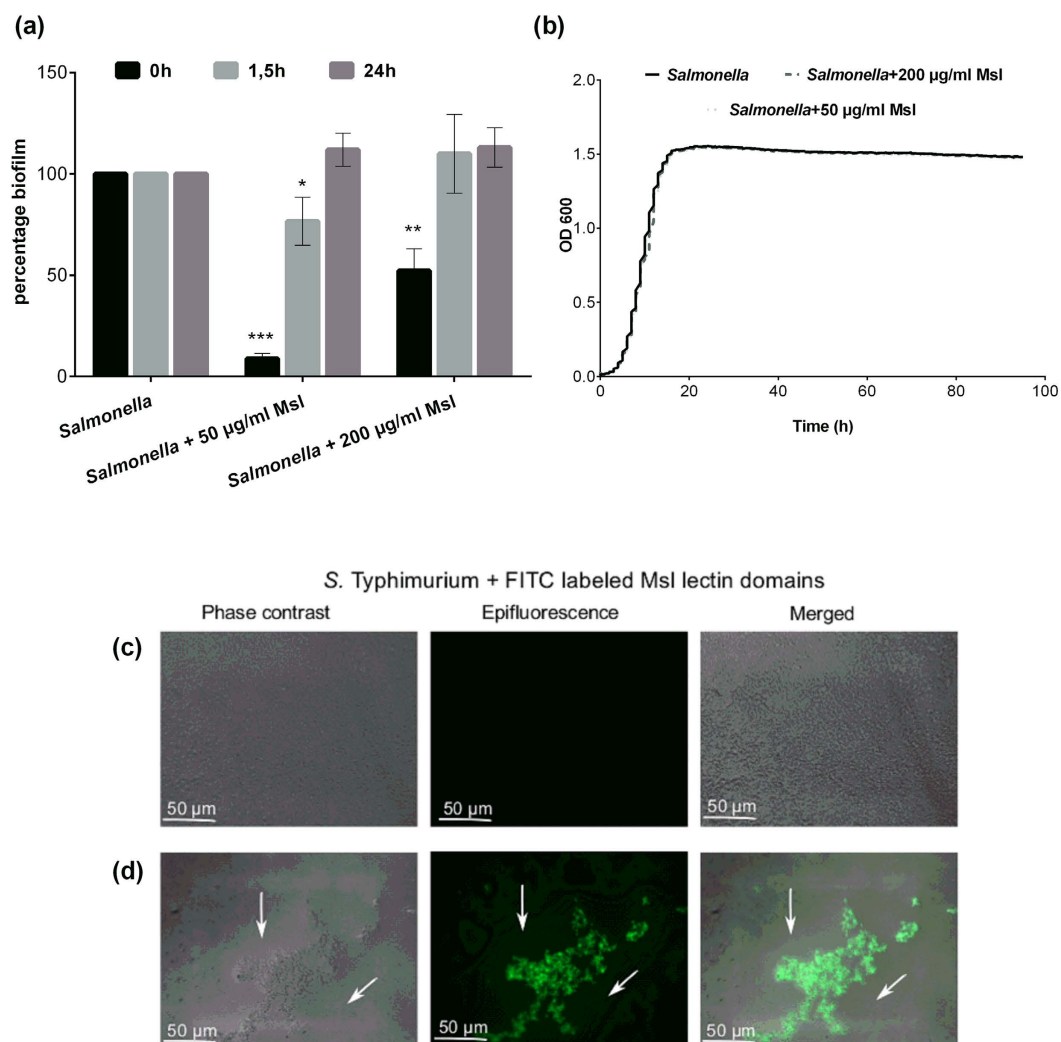 (a)
0h 1,5h 24h
150
100
50
0
percentage biofilm
*
**
***
Salmonella
Salmonella + 50 µg/ml Msl
Salmonella + 200 µg/ml Msl
(b)
Salmonella Salmonella+200 µg/ml Msl
Salmonella+50 µg/ml Msl
2.0
1.5
1.0
0.5
0.0
OD 600
0 20 40 60 80 100
Time (h)
S. Typhimurium + FITC labeled Msl lectin domains
Phase contrast Epifluorescence Merged
(c)
50 µm 50 µm 50 µm
(d)
50 µm 50 µm 50 µm